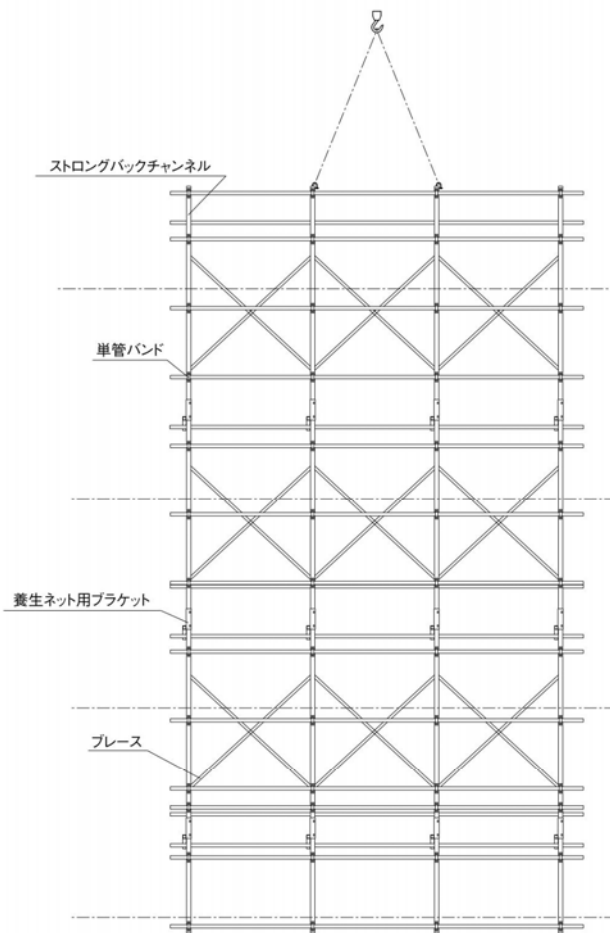 ストロングバックチャンネル
単管バンド
養生ネット用ブラケット
ブレース